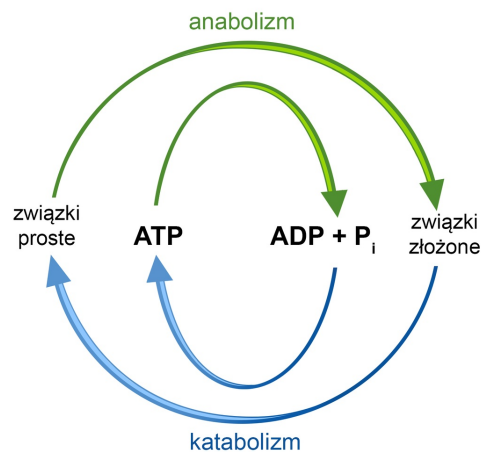 anabolizm
związki
proste
ATP
ADP + Pi
związki
złożone
katabolizm